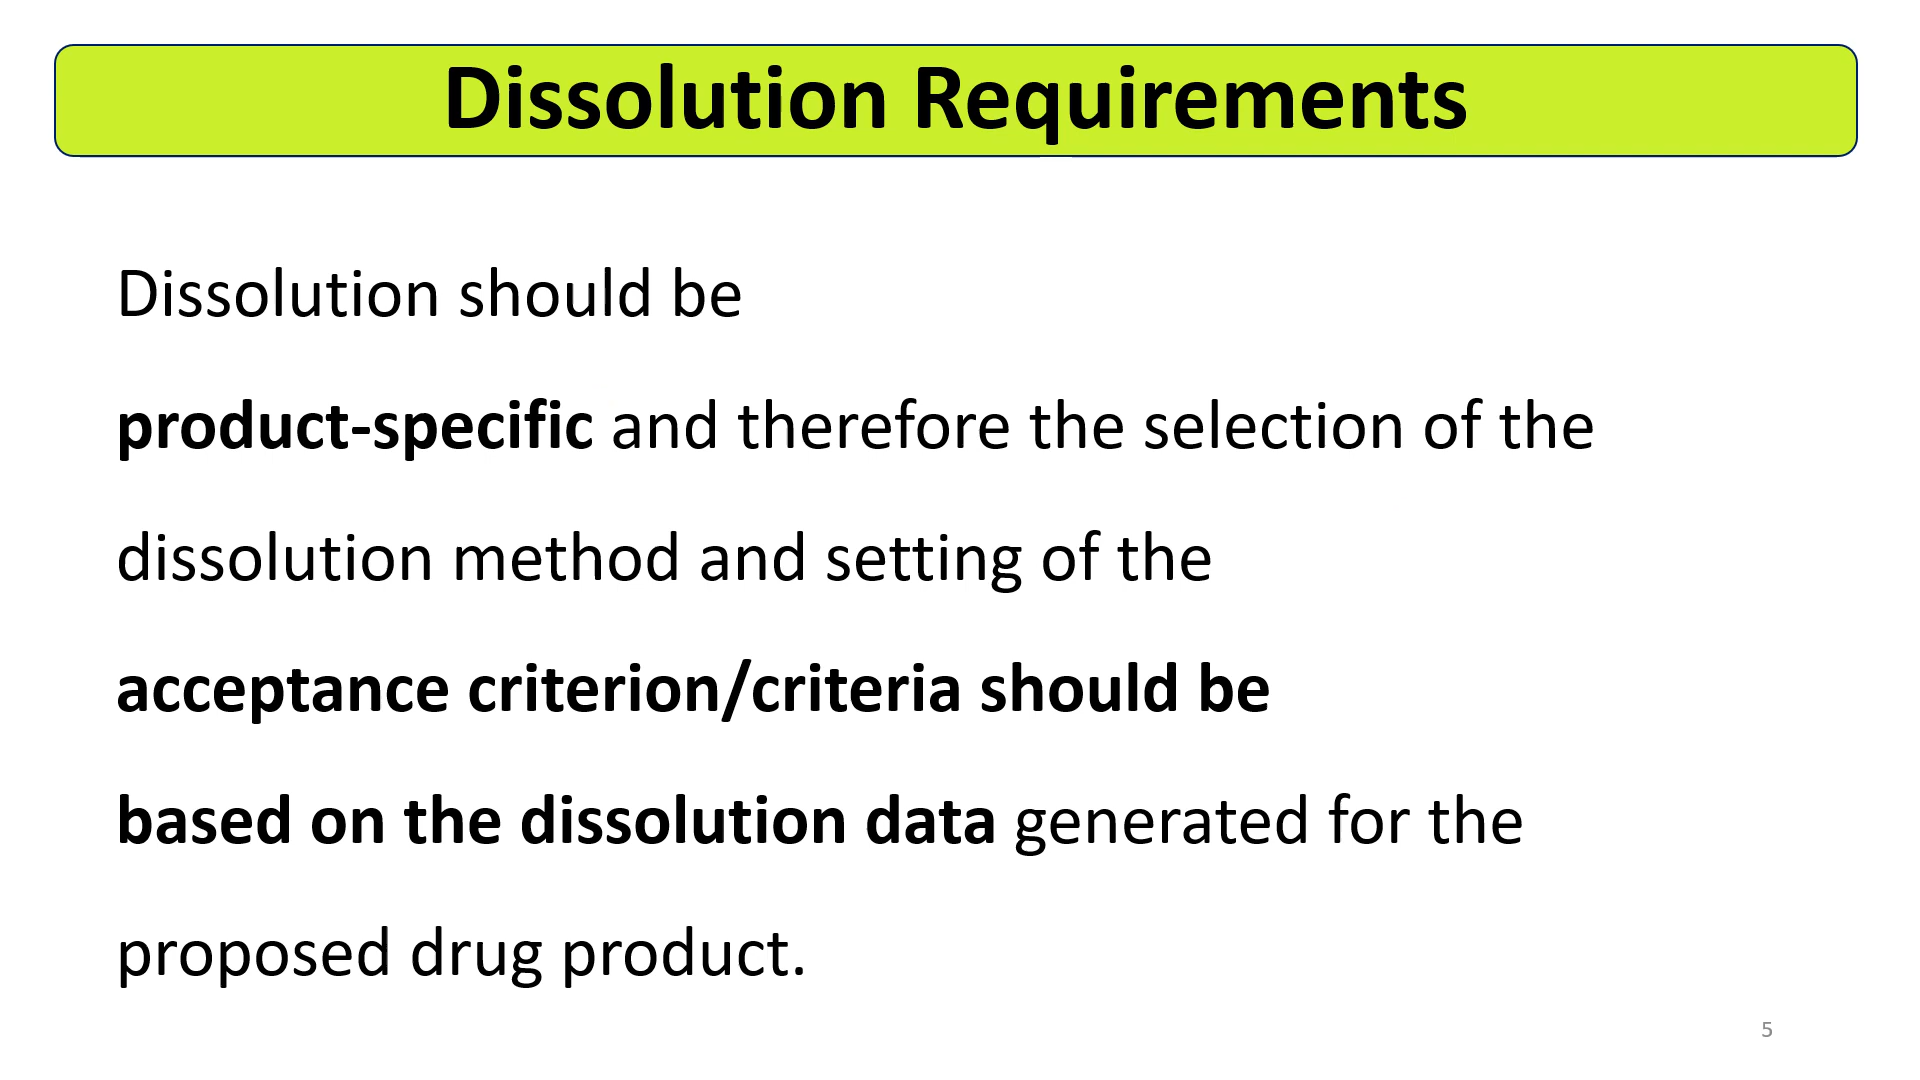 Dissolution Requirements
Dissolution should be
product-specific and therefore the selection of the
dissolution method and setting of the
acceptance criterion/criteria should be
based on the dissolution data generated for the
proposed drug product.
5